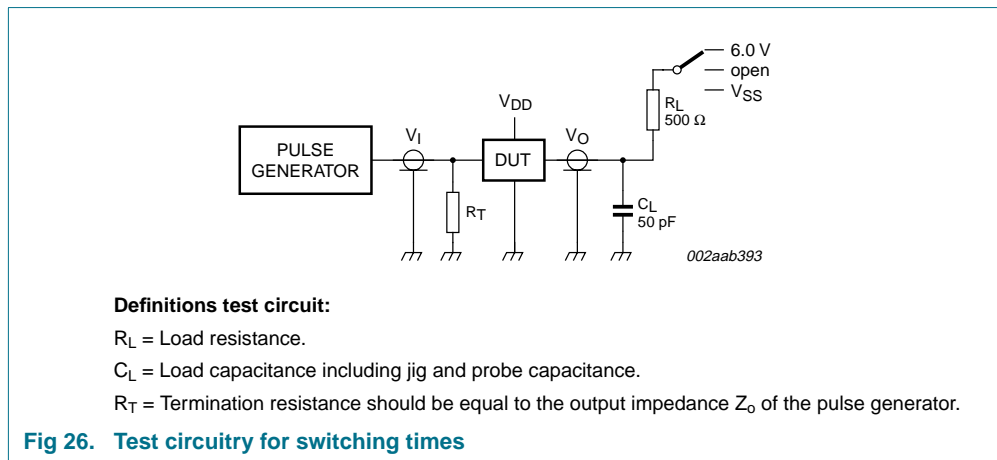 6.0 V
open
VSS
RL
500 Ω
VDD
VI
VO
PULSE
GENERATOR
DUT
RT
CL
50 pF
002aab393
Definitions test circuit:
RL = Load resistance.
CL = Load capacitance including jig and probe capacitance.
RT = Termination resistance should be equal to the output impedance Zo of the pulse generator.
Fig 26. Test circuitry for switching times